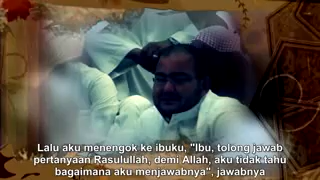 Lalu aku menengok ke ibuku, "Ibu, tolong jawab
pertanyaan Rasulullah, demi Allah, aku tidak tahu
bagaimana aku menjawabnya", jawabnya